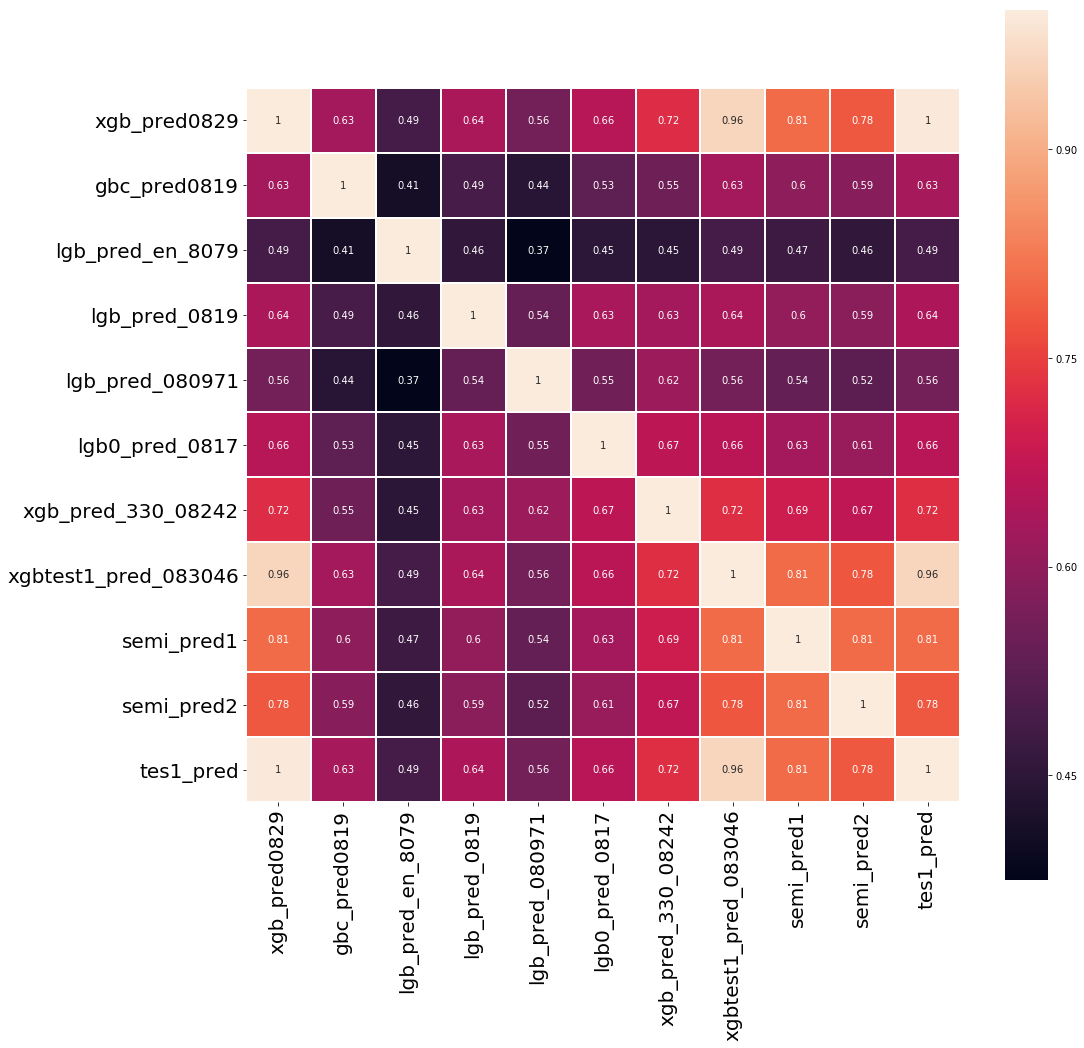 xgb_pred0829 1 0.63 0.49 0.64 0.56 0.66 0.72 0.96 0.81 0.78 1
gbc_pred0819 0.63 1 0.41 0.49 0.44 0.53 0.55 0.63 0.6 0.59 0.63
lgb_pred_en_8079 0.49 0.41 1 0.46 0.37 0.45 0.45 0.49 0.47 0.46 0.49
lgb_pred_0819 0.64 0.49 0.46 1 0.54 0.63 0.63 0.64 0.6 0.59 0.64
lgb_pred_080971 0.56 0.44 0.37 0.54 1 0.55 0.62 0.56 0.54 0.52 0.56
lgb0_pred_0817 0.66 0.53 0.45 0.63 0.55 1 0.67 0.66 0.63 0.61 0.66
xgb_pred_330_08242 0.72 0.55 0.45 0.63 0.62 0.67 1 0.72 0.69 0.67 0.72
xgbtest1_pred_083046 0.96 0.63 0.49 0.64 0.56 0.66 0.72 1 0.81 0.78 0.96
semi_pred1 0.81 0.6 0.47 0.6 0.54 0.63 0.69 0.81 1 0.81 0.81
semi_pred2 0.78 0.59 0.46 0.59 0.52 0.61 0.67 0.78 0.81 1 0.78
tes1_pred 1 0.63 0.49 0.64 0.56 0.66 0.72 0.96 0.81 0.78 1
xgb_pred0829
gbc_pred0819
lgb_pred_en_8079
lgb_pred_0819
lgb_pred_080971
lgb0_pred_0817
xgb_pred_330_08242
xgbtest1_pred_083046
semi_pred1
semi_pred2
tes1_pred
0.90
0.75
0.60
0.45